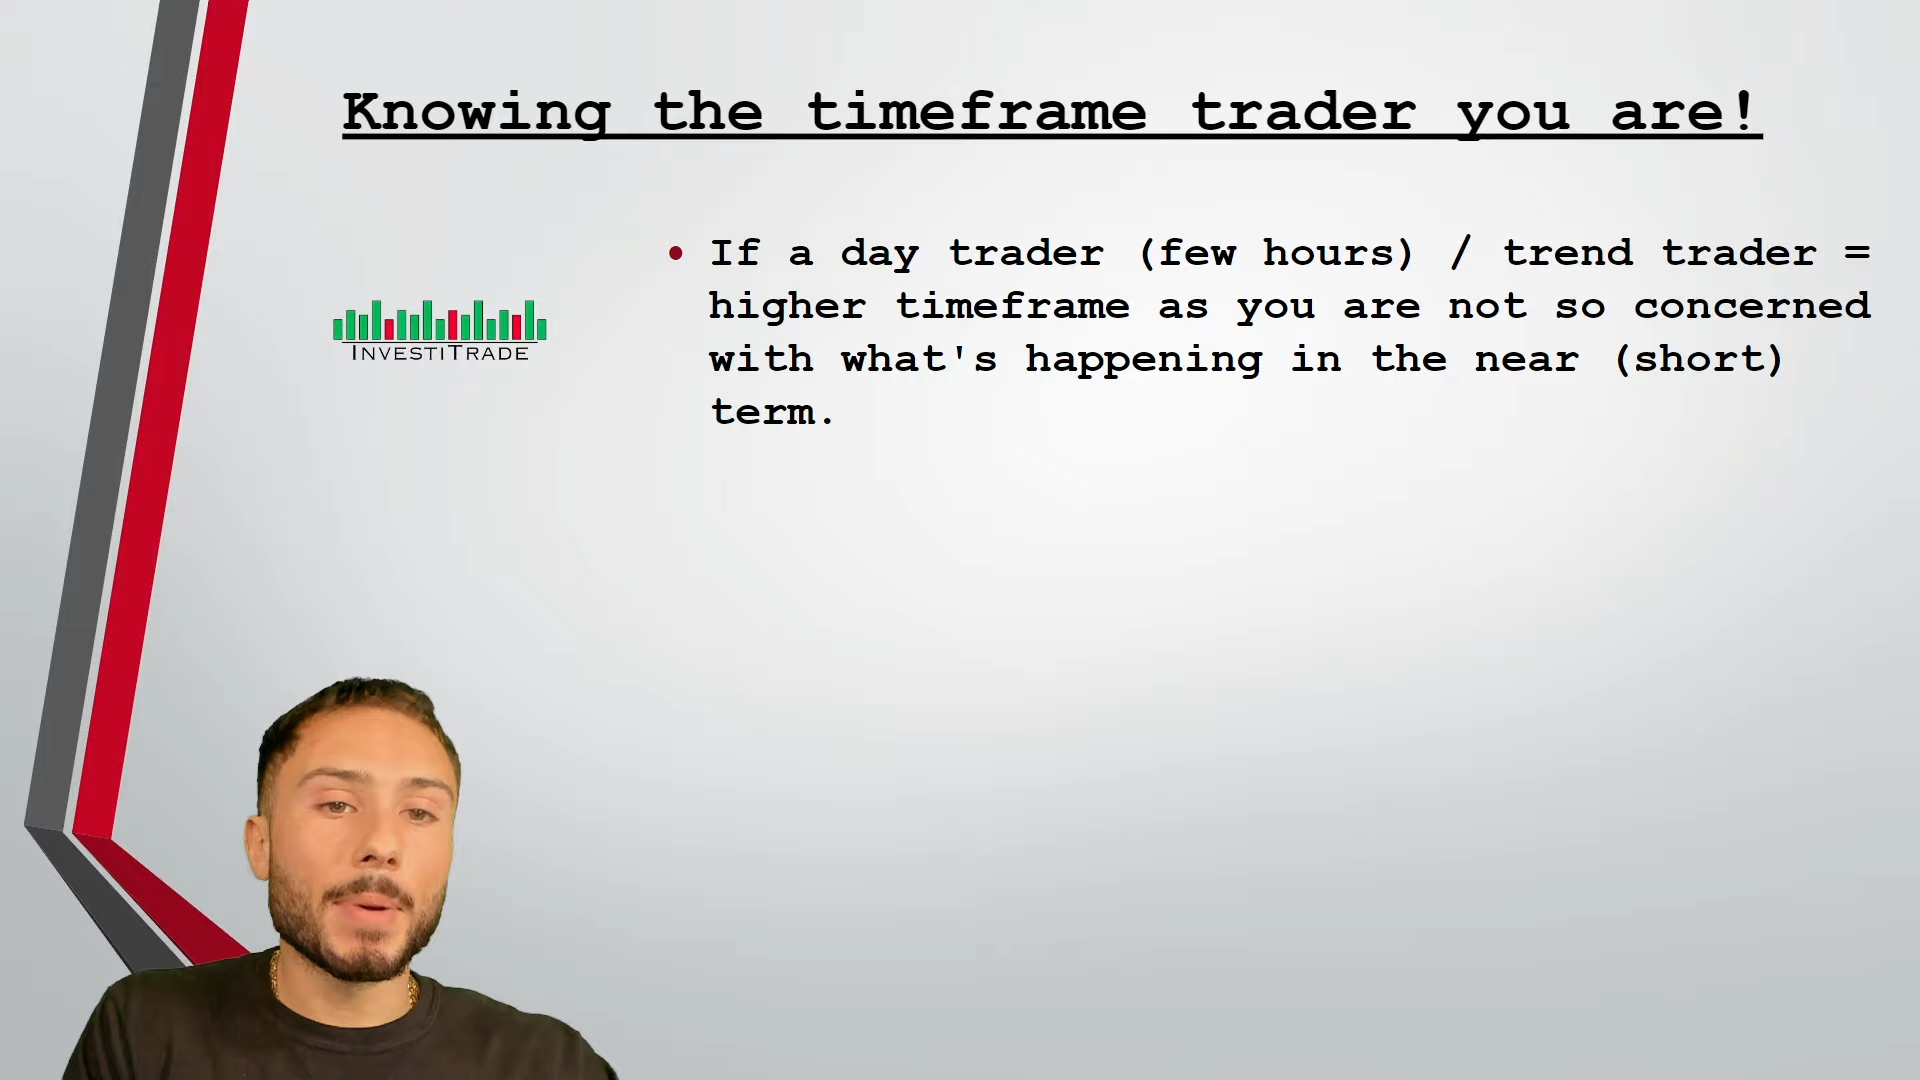 Knowing the timeframe trader you are!
• If a day trader (few hours) / trend trader =
higher timeframe as you are not so concerned
with what's happening in the near (short)
term.
INVESTITRADE